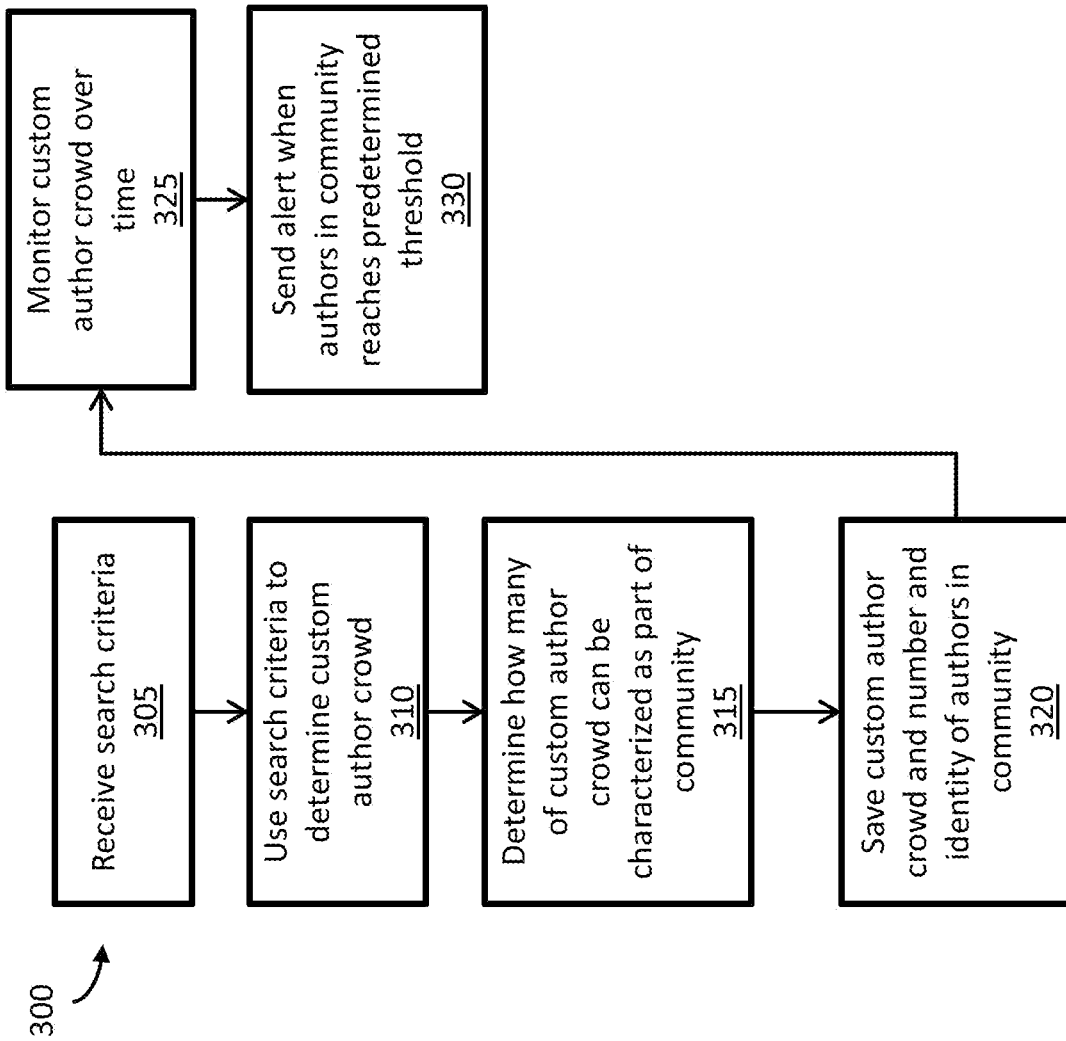 300
Receive search criteria
305
Use search criteria to
determine custom
author crowd
310
Determine how many
of custom author
crowd can be
characterized as part of
community
315
Save custom author
crowd and number and
identity of authors in
community
320
Monitor custom
author crowd over
time
325
Send alert when
authors in community
reaches predetermined
threshold
330